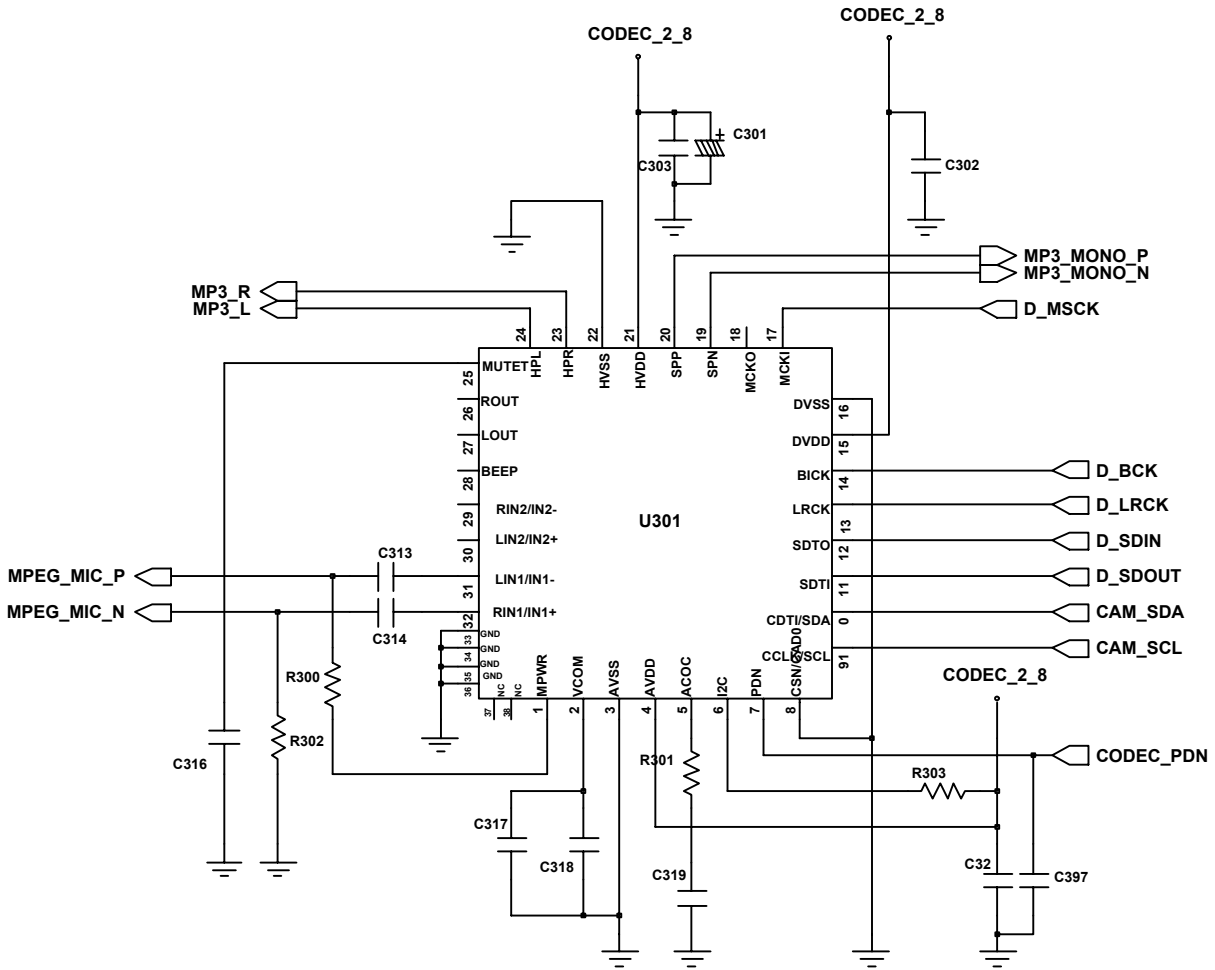 CODEC_2_8
CODEC_2_8
C301
+
C303
C302
MP3_MONO_P
MP3_MONO_N
MP3_R
MP3_L
D_MSCK
24
23
22
21
20
19
18
17
HPL
HPR
HVSS
HVDD
SPP
SPN
MCKO
MCKI
MUTET
25
ROUT
26
LOUT
27
BEEP
28
RIN2/IN2-
29
LIN2/IN2+
30
LIN1/IN1-
31
RIN1/IN1+
32
GND
33
GND
34
GND
35
GND
36
NC
NC
37
38
U301
DVSS
16
DVDD
15
BICK
14
LRCK
13
SDTO
12
SDTI
11
CDTI/SDA
0
CCLK/SCL
91
D_BCK
D_LRCK
D_SDIN
D_SDOUT
CAM_SDA
CAM_SCL
MPEG_MIC_P
MPEG_MIC_N
C313
C314
MPWR
VCOM
AVSS
AVDD
ACOC
I2C
PDN
CSN/CAD0
1
2
3
4
5
6
7
8
R300
R302
C316
CODEC_2_8
CODEC_PDN
R301
R303
C317
C318
C319
C32
C397